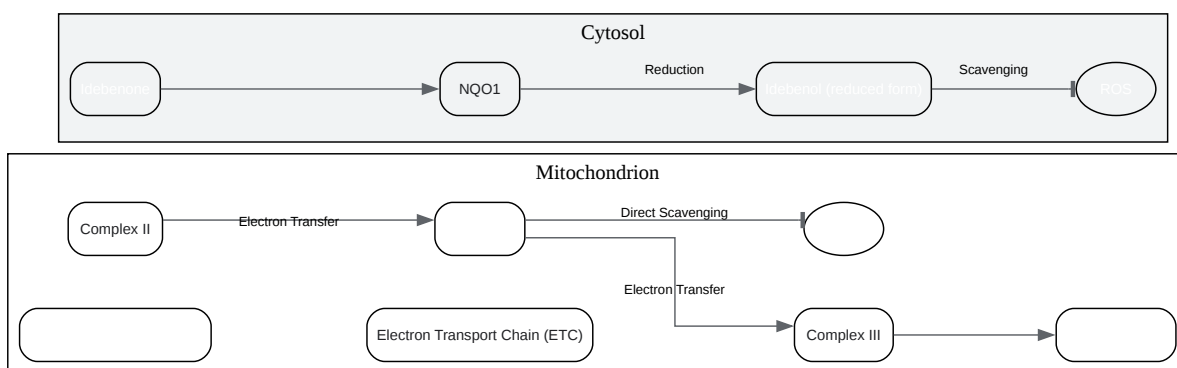 Cytosol
Idebenone
NQO1
Reduction
Idebenol (reduced form)
Scavenging
ROS
Mitochondrion
Complex II
Electron Transfer
Direct Scavenging
Electron Transfer
Electron Transport Chain (ETC)
Complex III